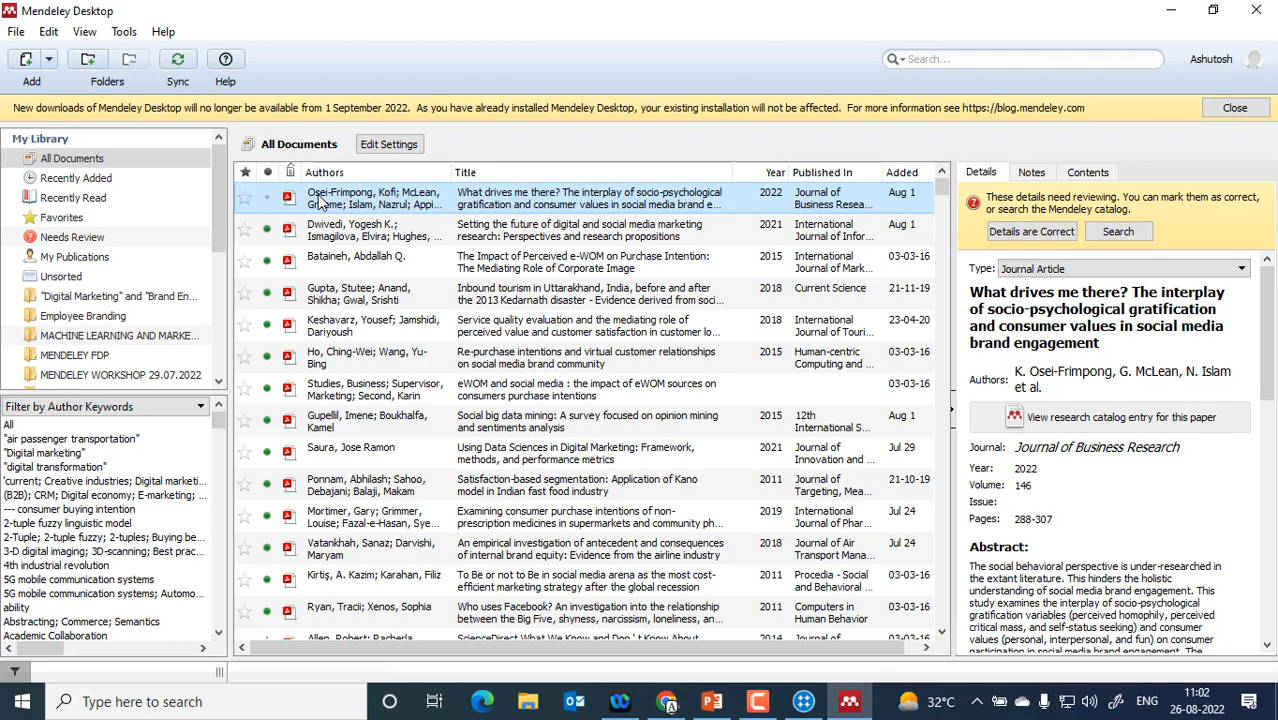 Mendeley Desktop
File Edit View Tools Help
Search...
Ashutosh
Add Folders Sync Help
New downloads of Mendeley Desktop will no longer be available from 1 September 2022. As you have already installed Mendeley Desktop, your existing installation will not be affected. For more information see https://blog.mendeley.com
Close
My Library
All Documents
Recently Added
Recently Read
Favorites
Needs Review
My Publications
Unsorted
"Digital Marketing" and "Brand En...
Employee Branding
MACHINE LEARNING AND MARKE...
MENDELEY FDP
MENDELEY WORKSHOP 29.07.2022
Filter by Author Keywords
All
"air passenger transportation"
"Digital marketing"
"digital transformation"
'current; Creative industries; Digital marketi...
(B2B); CRM; Digital economy; E-marketing; ...
--- consumer buying intention
2-tuple fuzzy linguistic model
2-Tuple; 2-tuple fuzzy; 2-tuples; Buying be...
3-D digital imaging; 3D-scanning; Best prac...
4th industrial revolution
5G mobile communication systems
5G mobile communication systems; Automo...
ability
Abstracting; Commerce; Semantics
Academic Collaboration
All Documents Edit Settings
Authors Title Year Published In Added
Osei-Frimpong, Kofi; McLean, What drives me there? The interplay of socio-psychological 2022 Journal of Aug 1
Graeme; Islam, Nazrul; Appi... gratification and consumer values in social media brand e... Business Resea...
Dwivedi, Yogesh K.; Setting the future of digital and social media marketing 2021 International Aug 1
Ismagilova, Elvira; Hughes, ... research: Perspectives and research propositions Journal of Infor...
Bataineh, Abdallah Q. The Impact of Perceived e-WOM on Purchase Intention: 2015 International 03-03-16
The Mediating Role of Corporate Image Journal of Mark...
Gupta, Stutee; Anand, Inbound tourism in Uttarakhand, India, before and after 2018 Current Science 21-11-19
Shikha; Gwal, Srishti the 2013 Kedarnath disaster - Evidence derived from soci...
Keshavarz, Yousef; Jamshidi, Service quality evaluation and the mediating role of 2018 International 23-04-20
Dariyoush perceived value and customer satisfaction in customer lo... Journal of Touri...
Ho, Ching-Wei; Wang, Yu- Re-purchase intentions and virtual customer relationships 2015 Human-centric 03-03-16
Bing on social media brand community Computing and ...
Studies, Business; Supervisor, eWOM and social media : the impact of eWOM sources on 03-03-16
Marketing; Second, Karin consumers purchase intentions
Gupellil, Imene; Boukhalfa, Social big data mining: A survey focused on opinion mining 2015 12th Aug 1
Kamel and sentiments analysis International S...
Saura, Jose Ramon Using Data Sciences in Digital Marketing: Framework, 2021 Journal of Jul 29
methods, and performance metrics Innovation and...
Ponnam, Abhilash; Sahoo, Satisfaction-based segmentation: Application of Kano 2011 Journal of 21-10-19
Debajani; Balaji, Makam model in Indian fast food industry Targeting, Mea...
Mortimer, Gary; Grimmer, Examining consumer purchase intentions of non- 2019 International Jul 24
Louise; Fazal-e-Hasan, Sye... prescription medicines in supermarkets and community ph... Journal of Phar...
Vatankhah, Sanaz; Darvishi, An empirical investigation of antecedent and consequences 2018 Journal of Air Jul 24
Maryam of internal brand equity: Evidence from the airline industry Transport Mana...
Kirtiş, A. Kazim; Karahan, Filiz To Be or not to Be in social media arena as the most cost- 2011 Procedia - Social 03-03-16
efficient marketing strategy after the global recession and Behavioral ...
Ryan, Tracii; Xenos, Sophia Who uses Facebook? An investigation into the relationship 2011 Computers in 03-03-16
between the Big Five, shyness, narcissism, loneliness, an... Human Behavior
Details Notes Contents
These details need reviewing. You can mark them as correct,
or search the Mendeley catalog.
Details are Correct Search
Type: Journal Article
What drives me there? The interplay
of socio-psychological gratification
and consumer values in social media
brand engagement
Authors: K. Osei-Frimpong, G. McLean, N. Islam
et al.
View research catalog entry for this paper
Journal: Journal of Business Research
Year: 2022
Volume: 146
Issue:
Pages: 288-307
Abstract:
The social behavioral perspective is under-researched in
the extant literature. This hinders the holistic
understanding of social media brand engagement. This
study examines the interplay of socio-psychological
gratification variables (perceived homophily, perceived
critical mass, and self-status seeking) and consumer
values (personal, interpersonal, and fun) on consumer
participation in social media brand engagement. The
Type here to search
32°C
ENG
11:02
26-08-2022